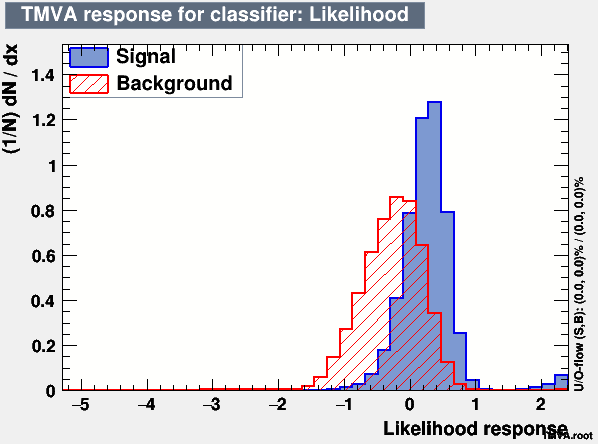 TMVA response for classifier: Likelihood
(1/N) dN / dx
Signal
Background
1.4
1.2
1
0.8
0.6
0.4
0.2
0
−5 −4 −3 −2 −1 0 1 2
Likelihood response
U/O-flow (S,B): (0.0, 0.0)% / (0.0, 0.0)%
TMVA.root